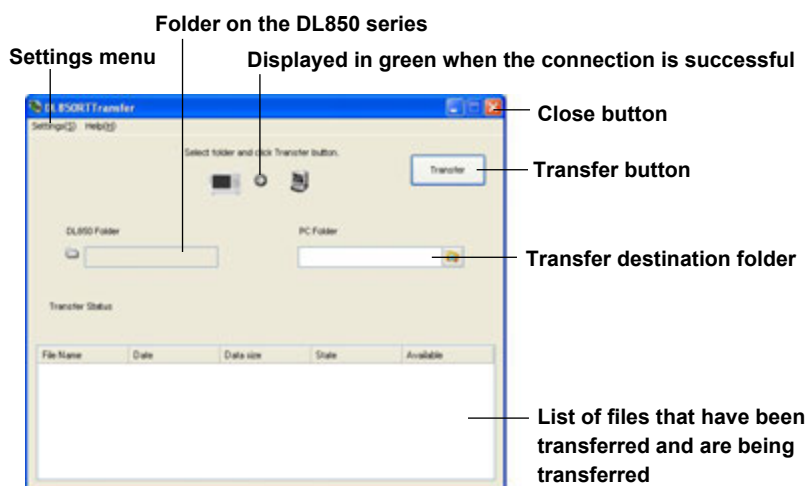 Folder on the DL850 series
Settings menu
Displayed in green when the connection is successful
DL850RTTransfer
Close button
Settings(S) Help(H)
Select folder and click Transfer button.
Transfer
Transfer button
DL850 Folder
PC Folder
Transfer destination folder
Transfer Status
File Name Date Data size State Available
List of files that have been
transferred and are being
transferred